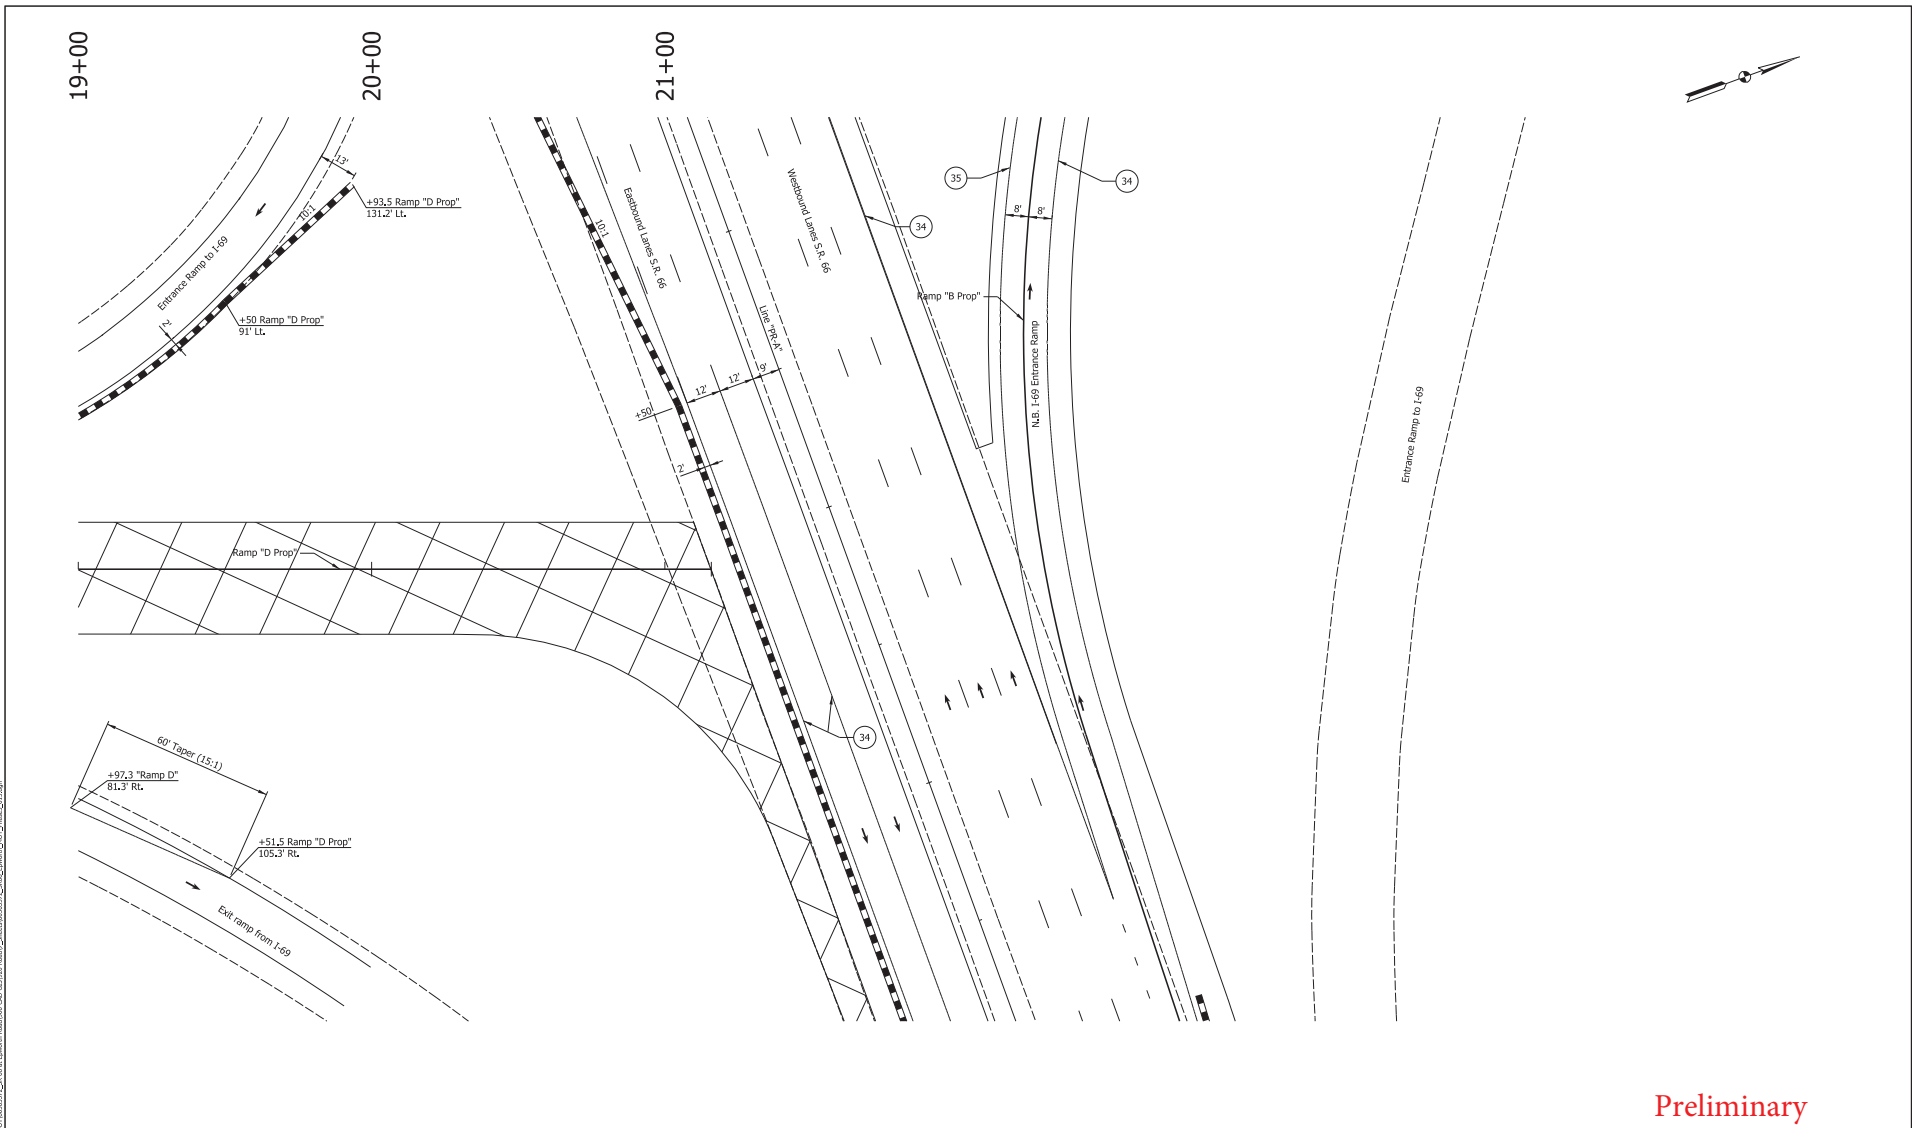 19+00
20+00
21+00
13'
+93.5 Ramp "D Prop"
131.2' Lt.
10:1
Entrance Ramp to I-69
+50 Ramp "D Prop"
91' Lt.
2'
10:1
Eastbound Lanes S.R. 66
Westbound Lanes S.R. 66
Line "PR-A"
34
35
34
8'
8'
Ramp "B Prop"
N.B. I-69 Entrance Ramp
Entrance Ramp to I-69
12'
12'
9'
+50
2'
Ramp "D Prop"
34
60' Taper (15:1)
+97.3 "Ramp D"
81.3' Rt.
+51.5 Ramp "D Prop"
105.3' Rt.
Exit ramp from I-69
Preliminary